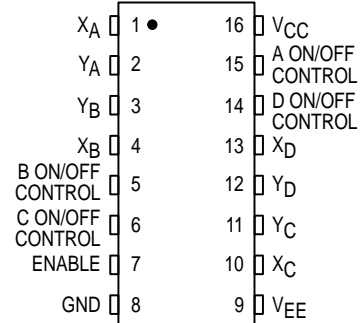 XA 1 16 VCC
YA 2 15 A ON/OFF CONTROL
YB 3 14 D ON/OFF CONTROL
XB 4 13 XD
B ON/OFF CONTROL 5 12 YD
C ON/OFF CONTROL 6 11 YC
ENABLE 7 10 XC
GND 8 9 VEE